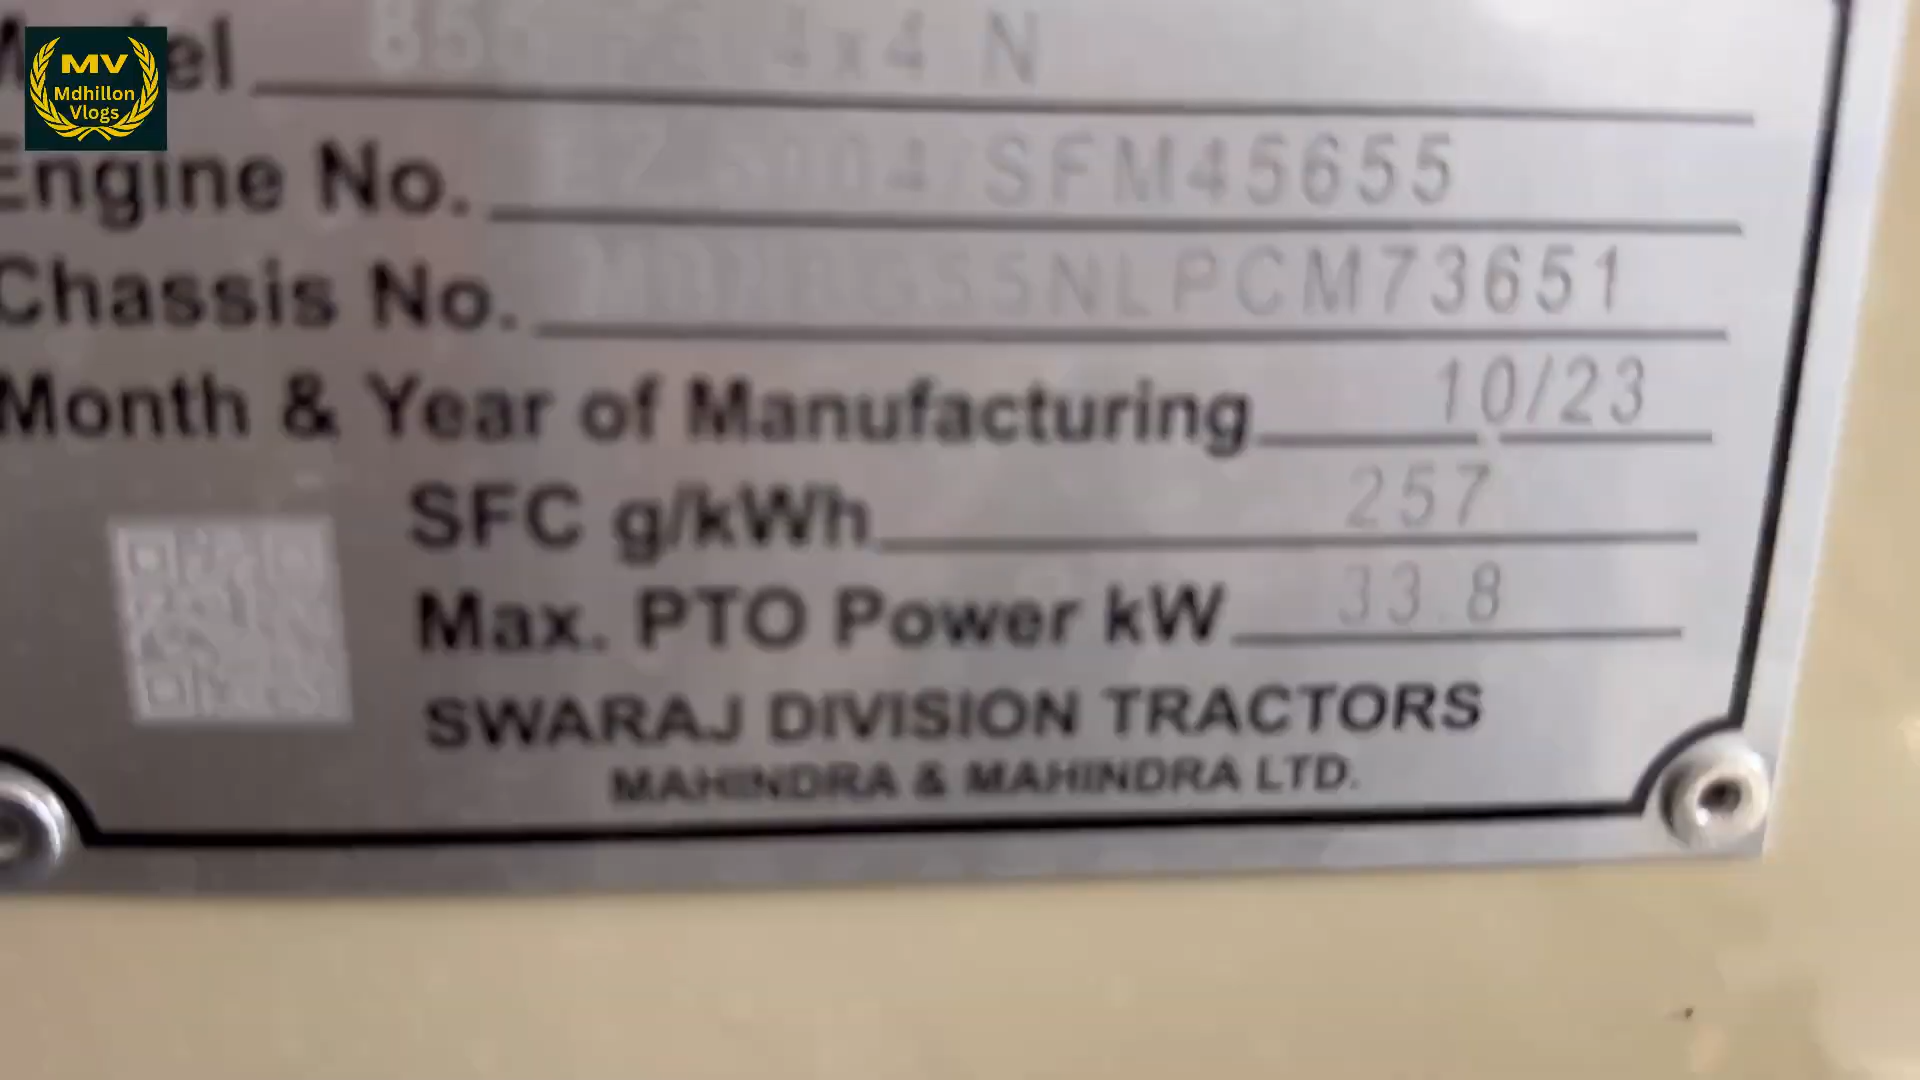 MV
Mdhillon
Vlogs
4x4 N
Engine No. SFM45655
Chassis No. NLPCM73651
Month & Year of Manufacturing 10/23
SFC g/kWh 257
Max. PTO Power kW 33.8
SWARAJ DIVISION TRACTORS
MAHINDRA & MAHINDRA LTD.